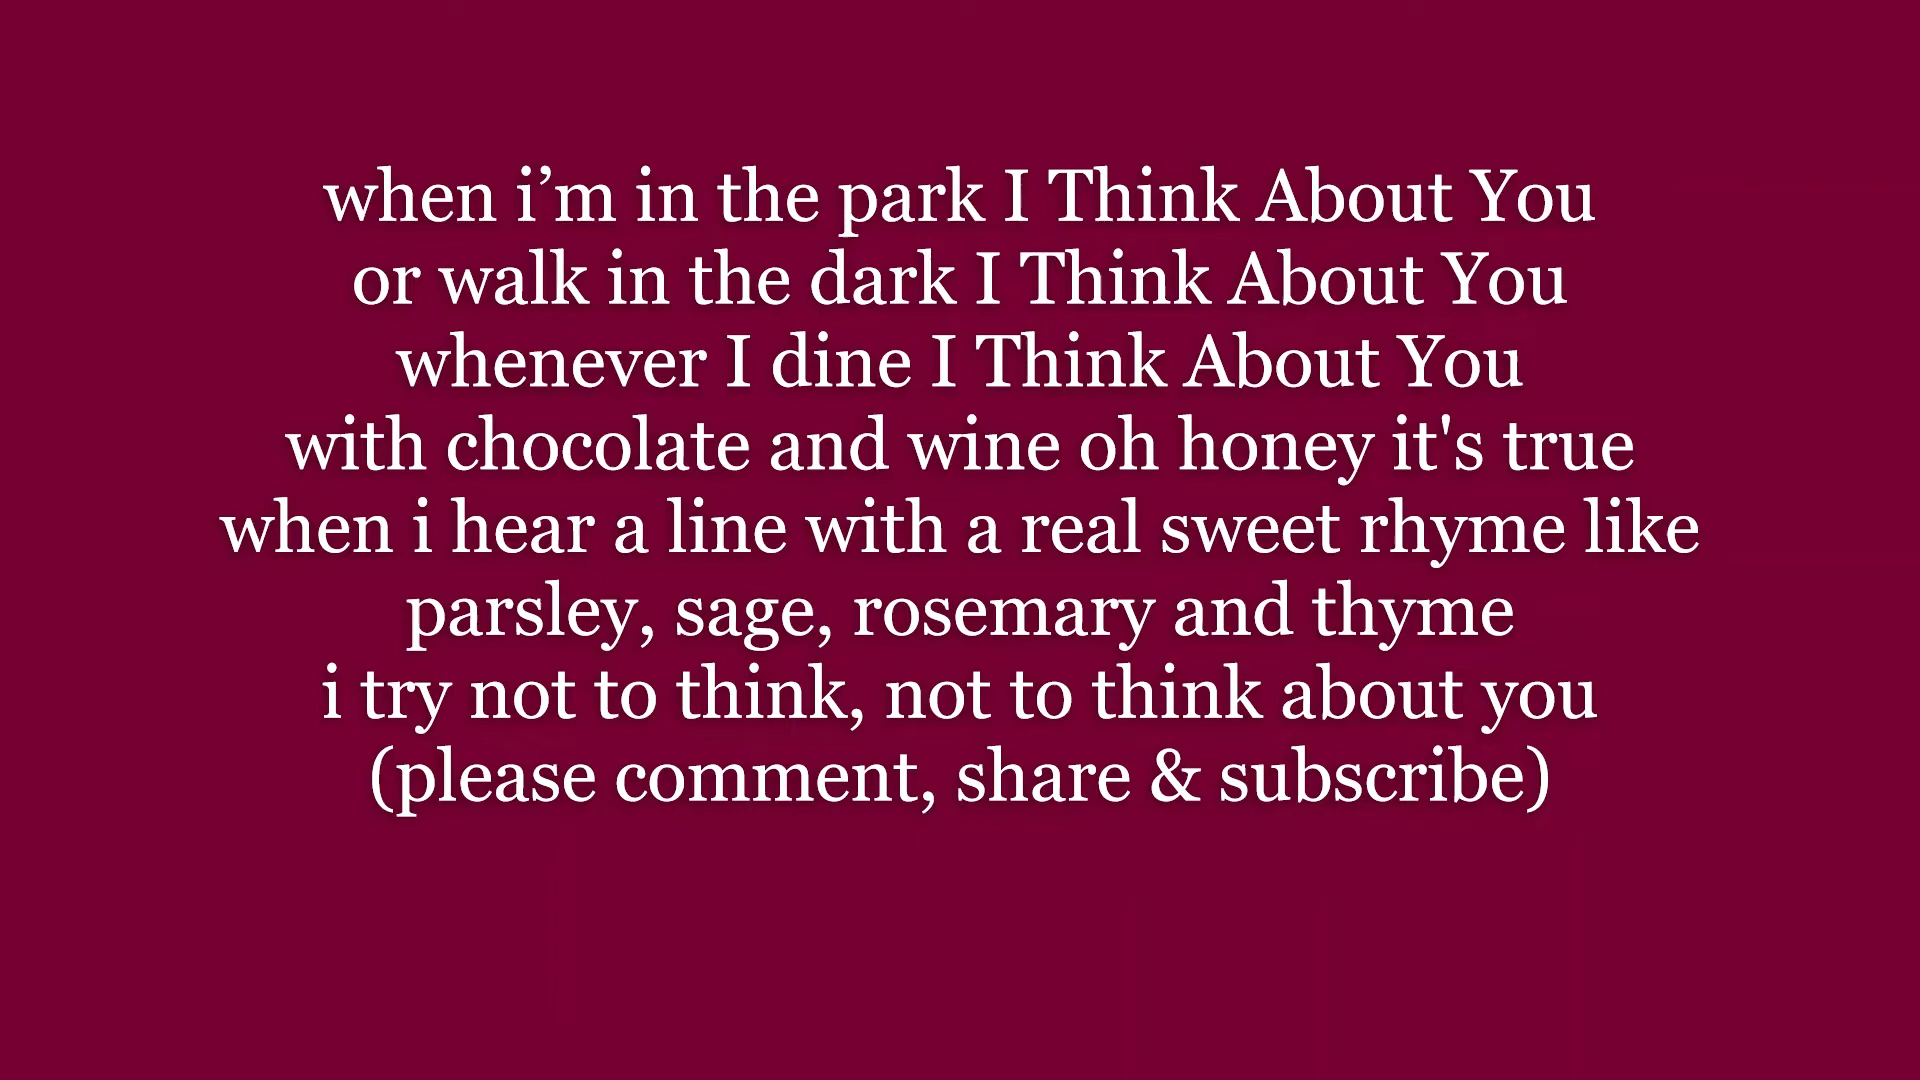 when i’m in the park I Think About You
or walk in the dark I Think About You
whenever I dine I Think About You
with chocolate and wine oh honey it's true
when i hear a line with a real sweet rhyme like
parsley, sage, rosemary and thyme
i try not to think, not to think about you
(please comment, share & subscribe)